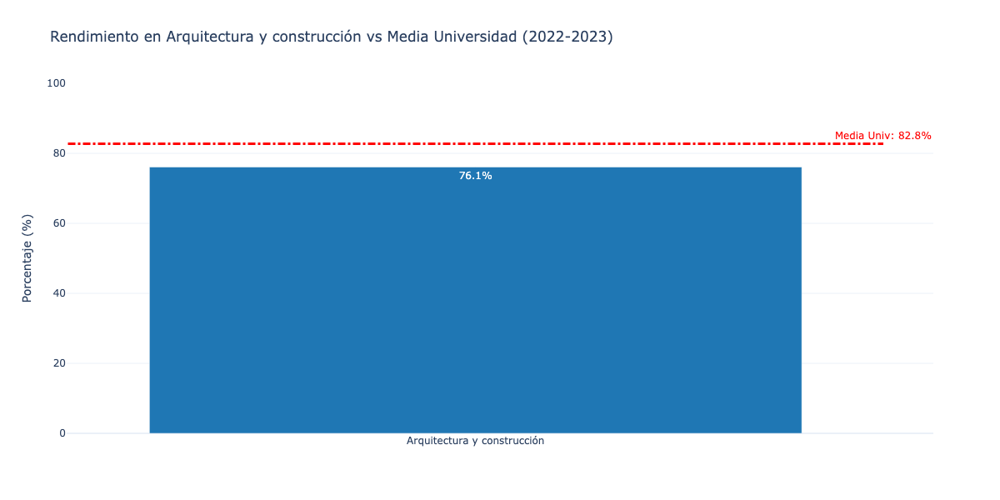 Rendimiento en Arquitectura y construcción vs Media Universidad (2022-2023)
100
Media Univ: 82.8%
80
76.1%
60
Porcentaje (%)
40
20
0
Arquitectura y construcción